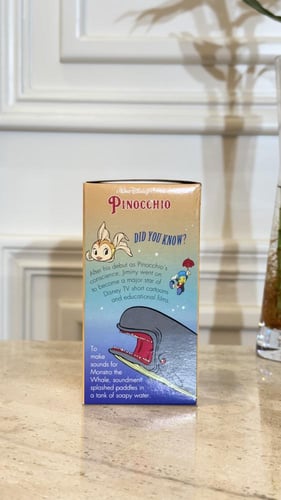 WALT DISNEY'S
PINOCCHIO
DID YOU KNOW?
After his debut as Pinocchio's
conscience, Jiminy went on
to become a major star of
Disney TV short cartoons
and educational films.
To
make
sounds for
Monstro the
Whale, soundmen
splashed paddles in
a tank of soapy water.